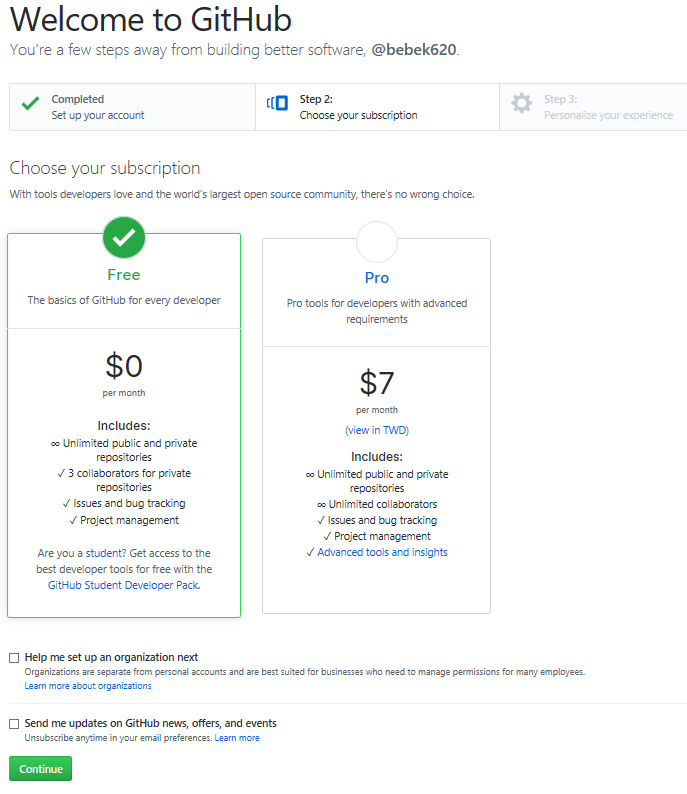 Welcome to GitHub
You're a few steps away from building better software, @bebek620.
Completed
Set up your account
Step 2:
Choose your subscription
Step 3:
Personalize your experience
Choose your subscription
With tools developers love and the world's largest open source community, there's no wrong choice.
Free
The basics of GitHub for every developer
$0
per month
Includes:
∞ Unlimited public and private
repositories
✓ 3 collaborators for private
repositories
✓ Issues and bug tracking
✓ Project management
Are you a student? Get access to the
best developer tools for free with the
GitHub Student Developer Pack.
Pro
Pro tools for developers with advanced
requirements
$7
per month
(view in TWD)
Includes:
∞ Unlimited public and private
repositories
∞ Unlimited collaborators
✓ Issues and bug tracking
✓ Project management
✓ Advanced tools and insights
Help me set up an organization next
Organizations are separate from personal accounts and are best suited for businesses who need to manage permissions for many employees.
Learn more about organizations
Send me updates on GitHub news, offers, and events
Unsubscribe anytime in your email preferences. Learn more
Continue